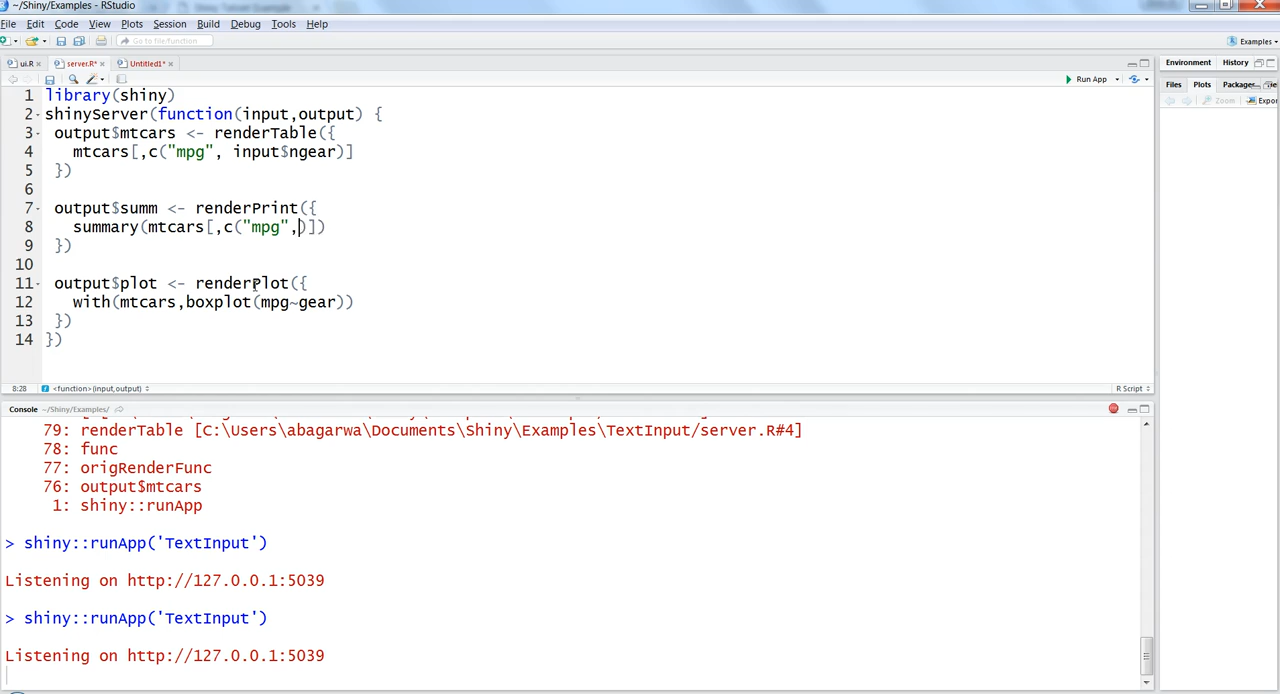 ~/Shiny/Examples - RStudio
File Edit Code View Plots Session Build Debug Tools Help
Go to file/function Examples
ui.R server.R* Untitled1* Environment History
Run App Files Plots
Zoom
1 library(shiny)
2 shinyServer(function(input,output) {
3 output$mtcars <- renderTable({
4 mtcars[,c("mpg", input$ngear)]
5 })
6
7 output$summ <- renderPrint({
8 summary(mtcars[,c("mpg",)])
9 })
10
11 output$plot <- renderPlot({
12 with(mtcars,boxplot(mpg~gear))
13 })
14 })
8:28 <function>(input,output) R Script
Console ~/Shiny/Examples/
79: renderTable [C:\Users\abagarwa\Documents\Shiny\Examples\TextInput/server.R#4]
78: func
77: origRenderFunc
76: output$mtcars
1: shiny::runApp
> shiny::runApp('TextInput')
Listening on http://127.0.0.1:5039
> shiny::runApp('TextInput')
Listening on http://127.0.0.1:5039